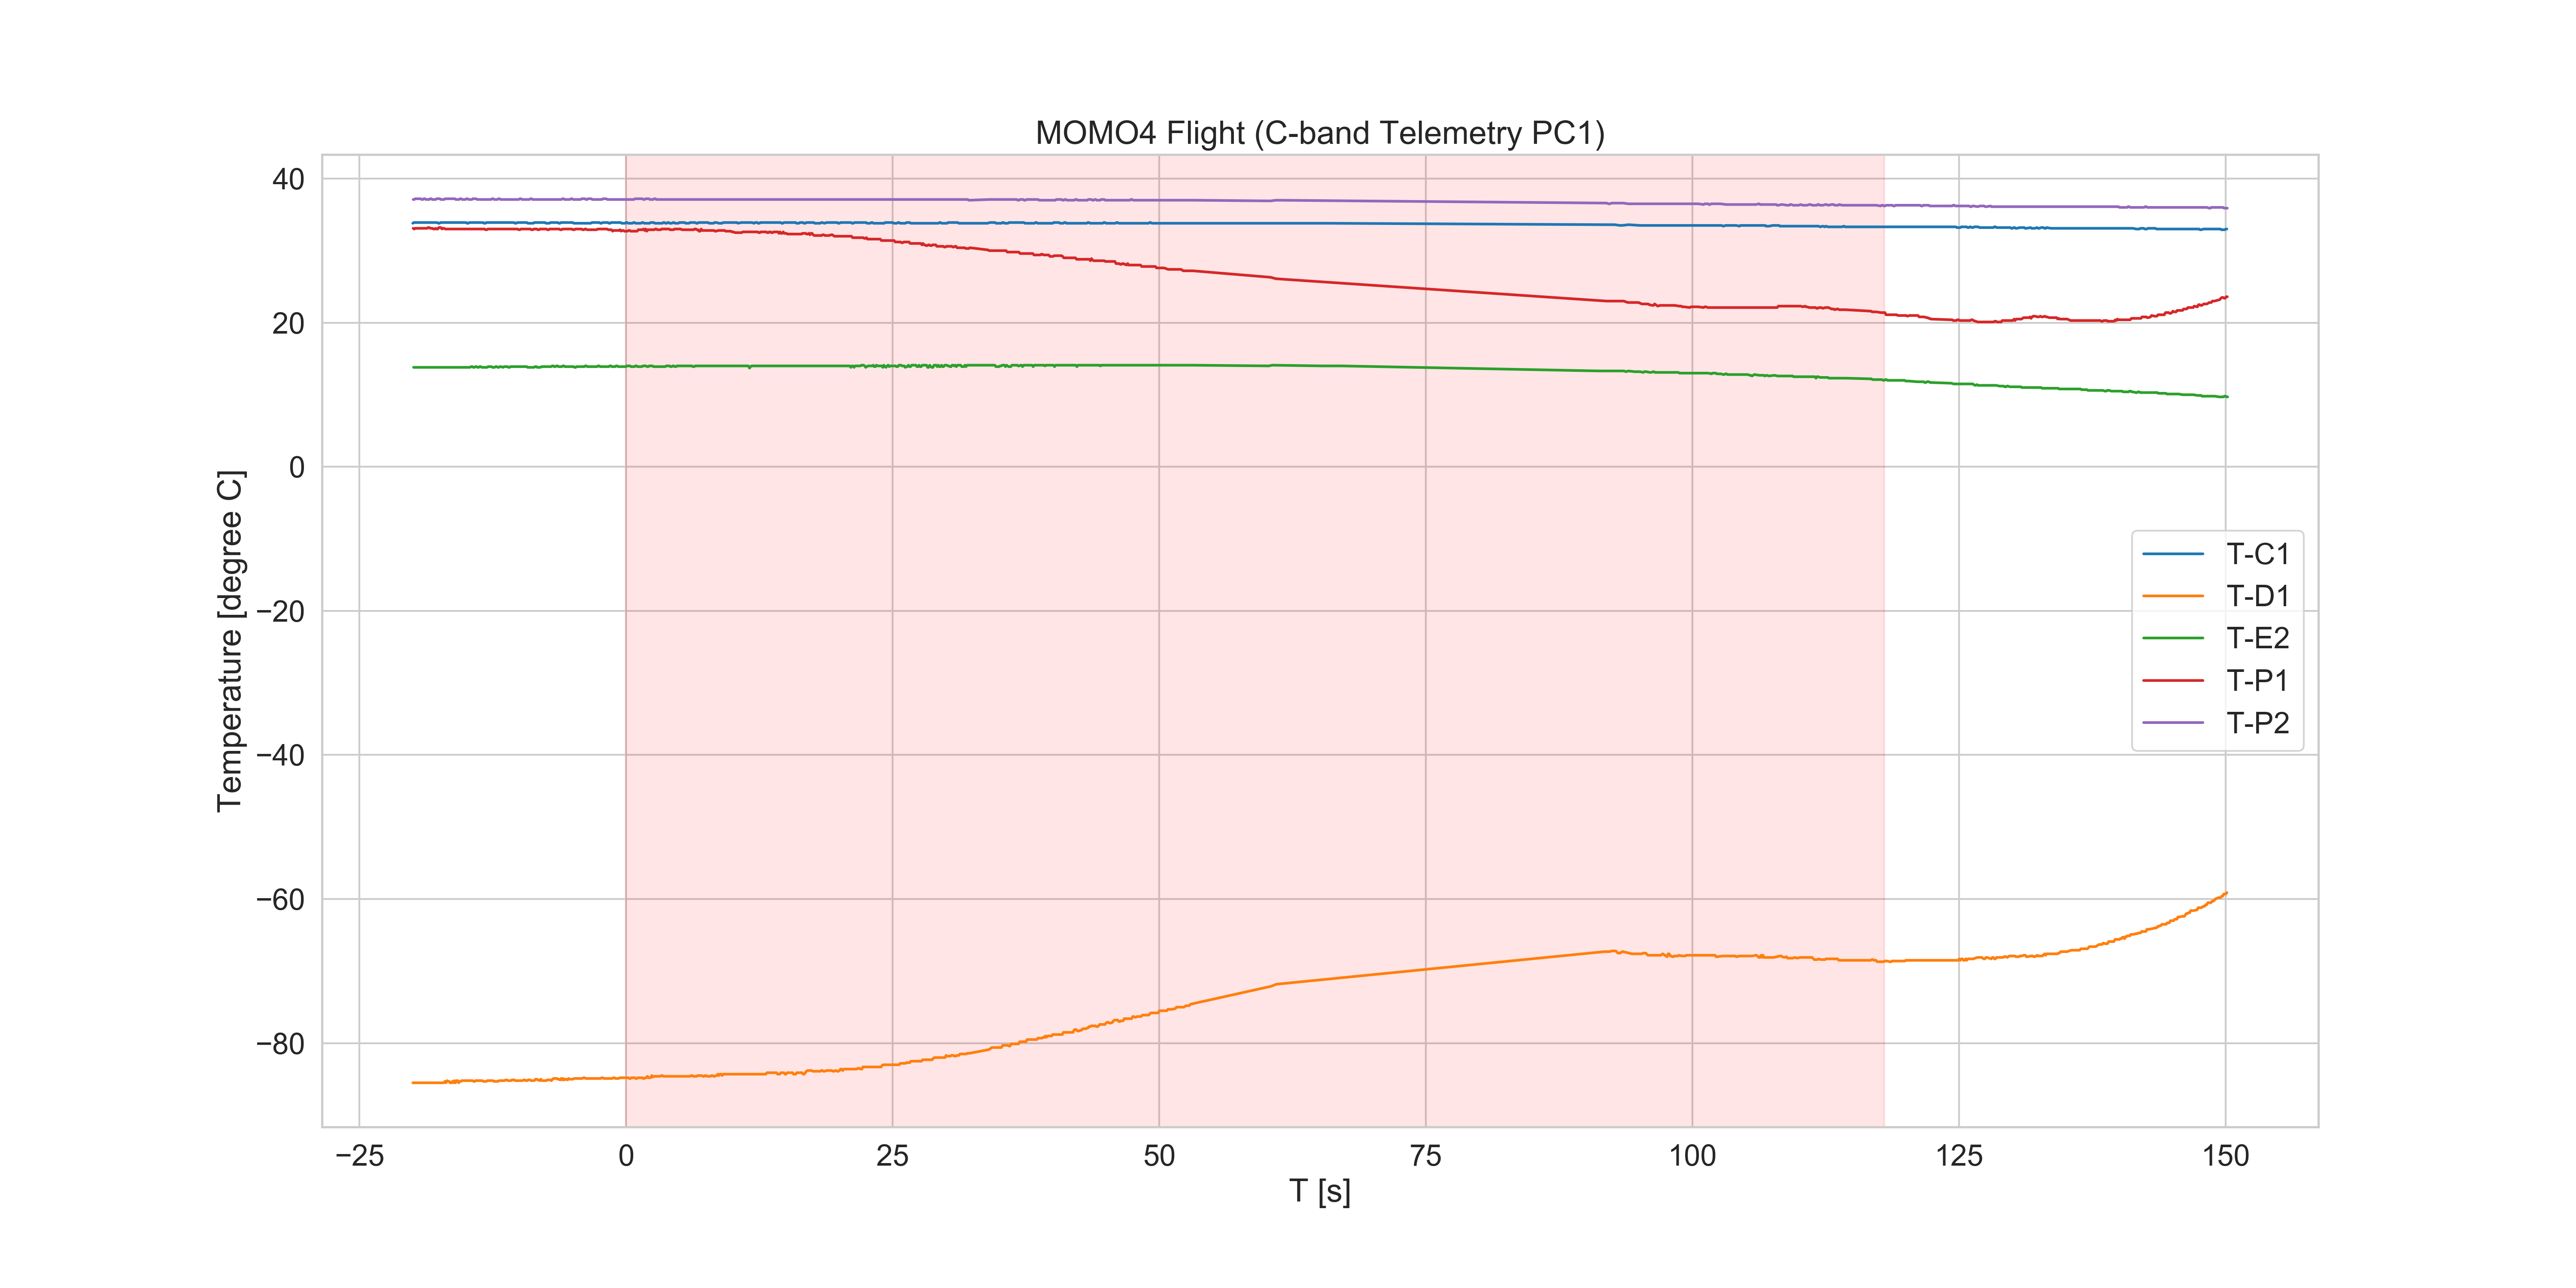 MOMO4 Flight (C-band Telemetry PC1)
40
20
0
−20
−40
−60
−80
Temperature [degree C]
T-C1
T-D1
T-E2
T-P1
T-P2
−25 0 25 50 75 100 125 150
T [s]